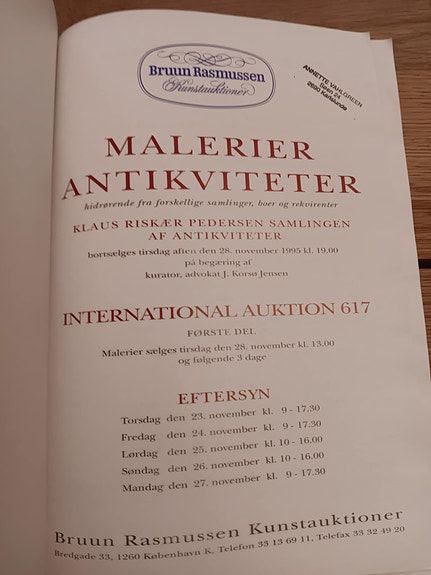 Bruun Rasmussen
Kunstauktioner
ANNETTE VAHLGREEN
Tåsen 24
2690 Karlslunde
MALERIER
ANTIKVITETER
hidrørende fra forskellige samlinger, boer og rekvirenter
KLAUS RISKÆR PEDERSEN SAMLINGEN
AF ANTIKVITETER
bortsælges tirsdag aften den 28. november 1995 kl. 19.00
på begæring af
kurator, advokat J. Korsø Jensen
INTERNATIONAL AUKTION 617
FØRSTE DEL
Malerier sælges tirsdag den 28. november kl. 13.00
og følgende 3 dage
EFTERSYN
Torsdag den 23. november kl. 9 - 17.30
Fredag den 24. november kl. 9 - 17.30
Lørdag den 25. november kl. 10 - 16.00
Søndag den 26. november kl. 10 - 16.00
Mandag den 27. november kl. 9 - 17.30
Bruun Rasmussen Kunstauktioner
Bredgade 33, 1260 København K, Telefon 33 13 69 11, Telefax 33 32 49 20